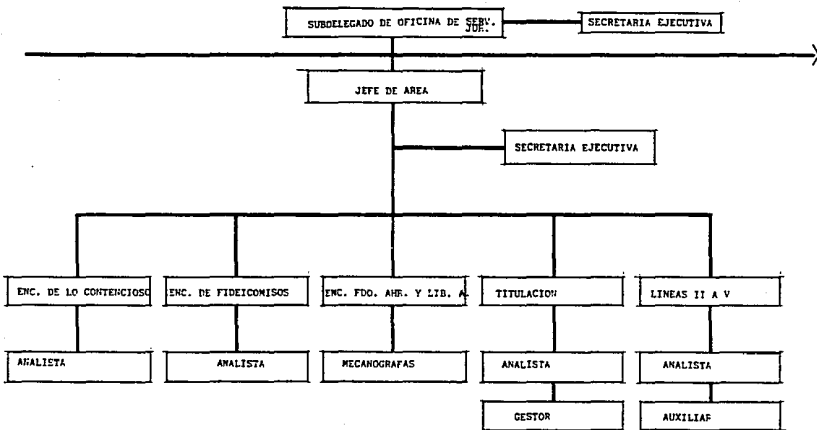 SUBDELEGADO DE OFICINA DE SERV.
JUR.
SECRETARIA EJECUTIVA
JEFE DE AREA
SECRETARIA EJECUTIVA
ENC. DE LO CONTENCIOSO
ENC. DE FIDEICOMISOS
ENC. FDO. AHR. Y LIB. A.
TITULACION
LINEAS II A V
ANALISTA
ANALISTA
MECANOGRAFAS
ANALISTA
ANALISTA
GESTOR
AUXILIAR